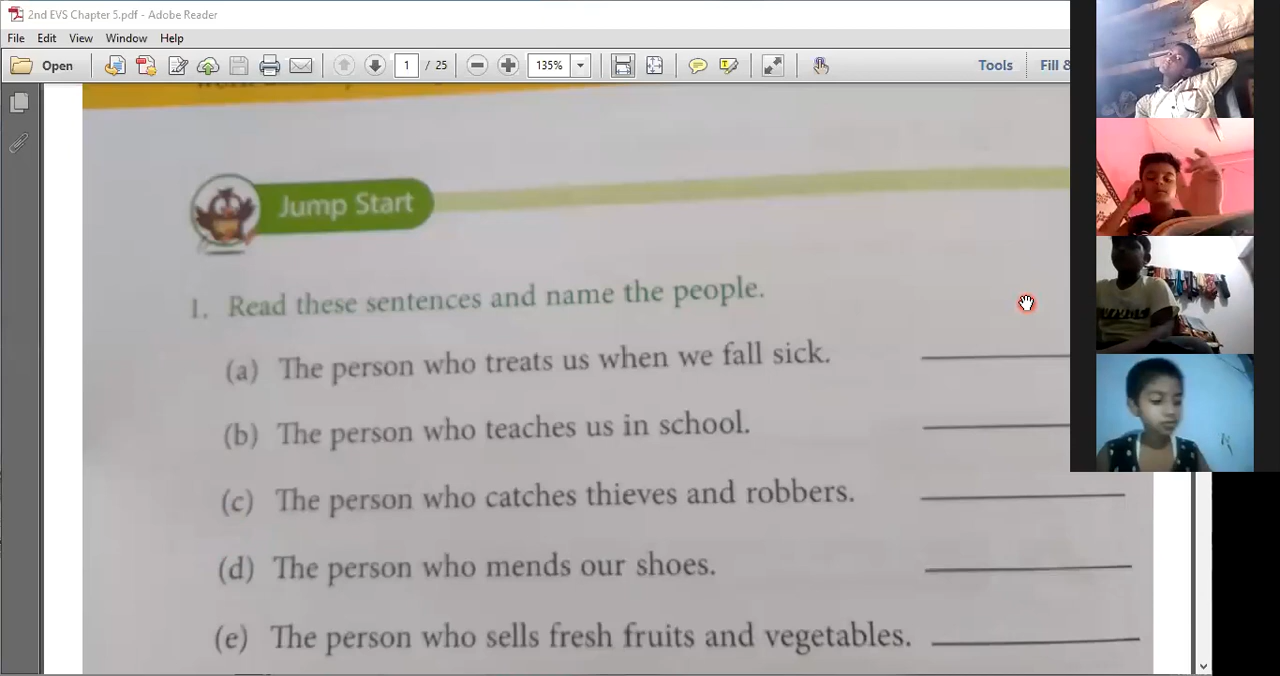 2nd EVS Chapter 5.pdf - Adobe Reader
File Edit View Window Help
Open 1 / 25 135% Tools Fill &
Jump Start
1. Read these sentences and name the people.
(a) The person who treats us when we fall sick.
(b) The person who teaches us in school.
(c) The person who catches thieves and robbers.
(d) The person who mends our shoes.
(e) The person who sells fresh fruits and vegetables.